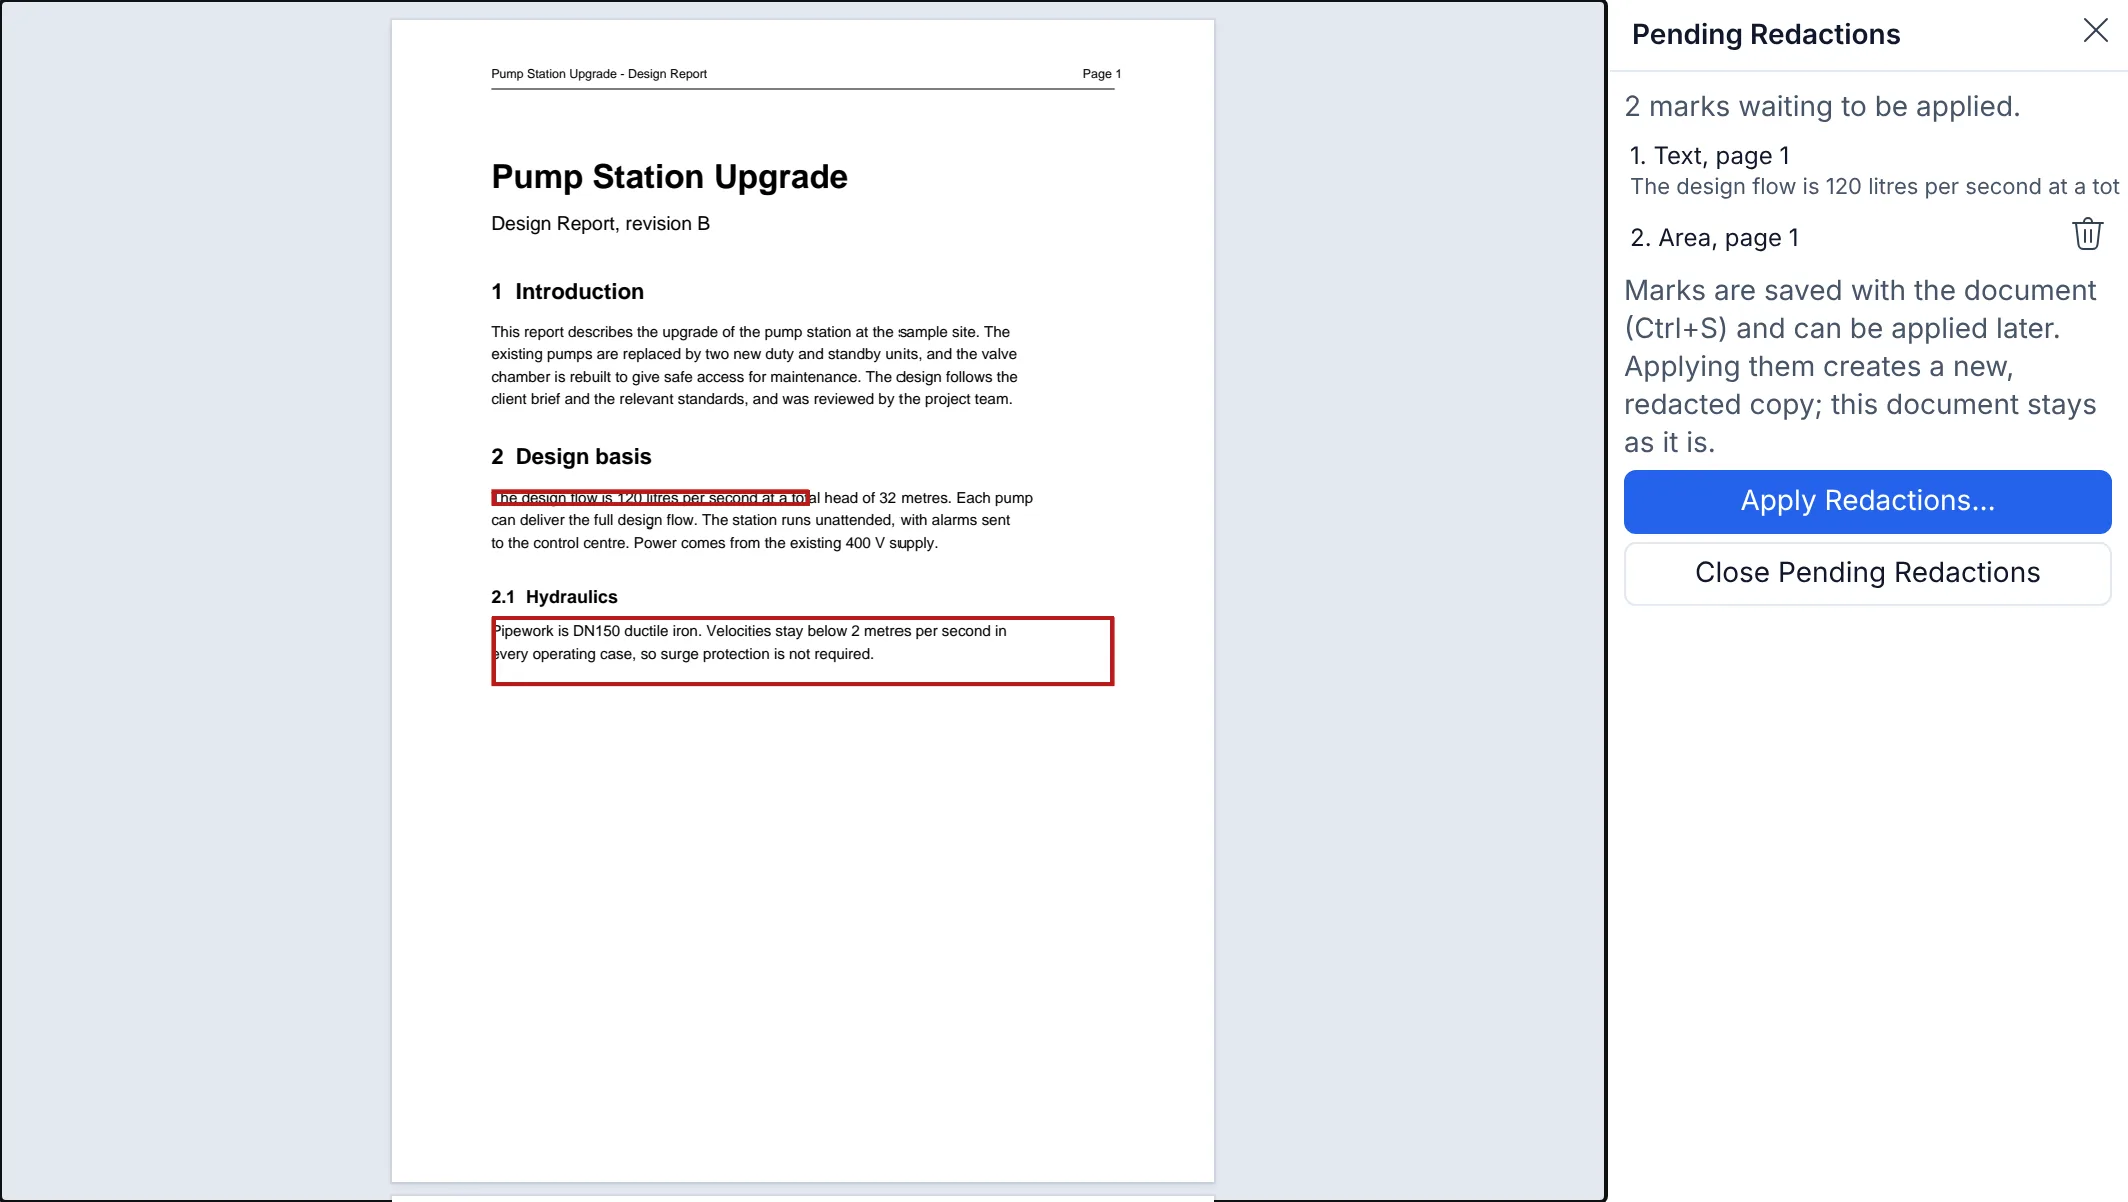 Pump Station Upgrade - Design Report Page 1
Pump Station Upgrade
Design Report, revision B
1 Introduction
This report describes the upgrade of the pump station at the sample site. The
existing pumps are replaced by two new duty and standby units, and the valve
chamber is rebuilt to give safe access for maintenance. The design follows the
client brief and the relevant standards, and was reviewed by the project team.
2 Design basis
The design flow is 120 litres per second at a total head of 32 metres. Each pump
can deliver the full design flow. The station runs unattended, with alarms sent
to the control centre. Power comes from the existing 400 V supply.
2.1 Hydraulics
Pipework is DN150 ductile iron. Velocities stay below 2 metres per second in
every operating case, so surge protection is not required.
Pending Redactions
2 marks waiting to be applied.
1. Text, page 1
The design flow is 120 litres per second at a tot
2. Area, page 1
Marks are saved with the document
(Ctrl+S) and can be applied later.
Applying them creates a new,
redacted copy; this document stays
as it is.
Apply Redactions...
Close Pending Redactions